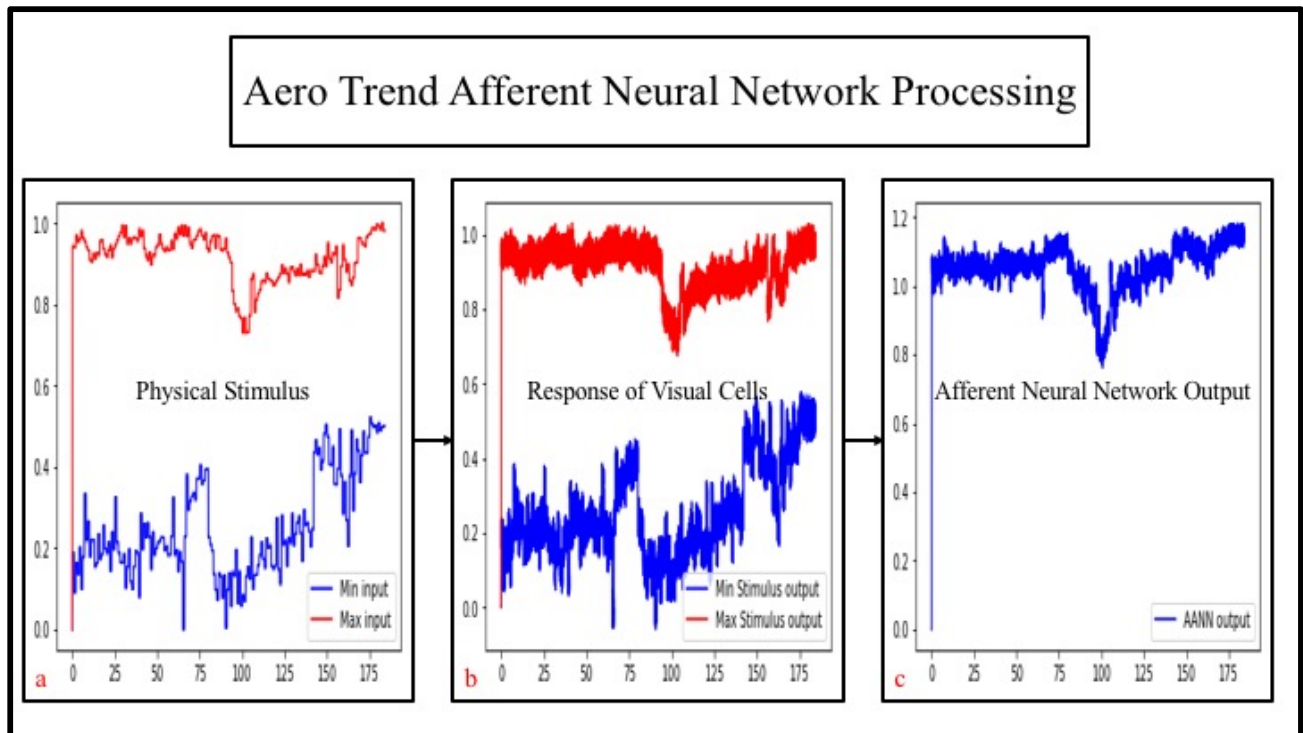 Aero Trend Afferent Neural Network Processing
1.0
0.8
0.6
0.4
0.2
0.0
Physical Stimulus
Min input
Max input
0 25 50 75 100 125 150 175
a
1.0
0.8
0.6
0.4
0.2
0.0
Response of Visual Cells
Min Stimulus output
Max Stimulus output
0 25 50 75 100 125 150 175
b
1.2
1.0
0.8
0.6
0.4
0.2
0.0
Afferent Neural Network Output
AANN output
0 25 50 75 100 125 150 175
c